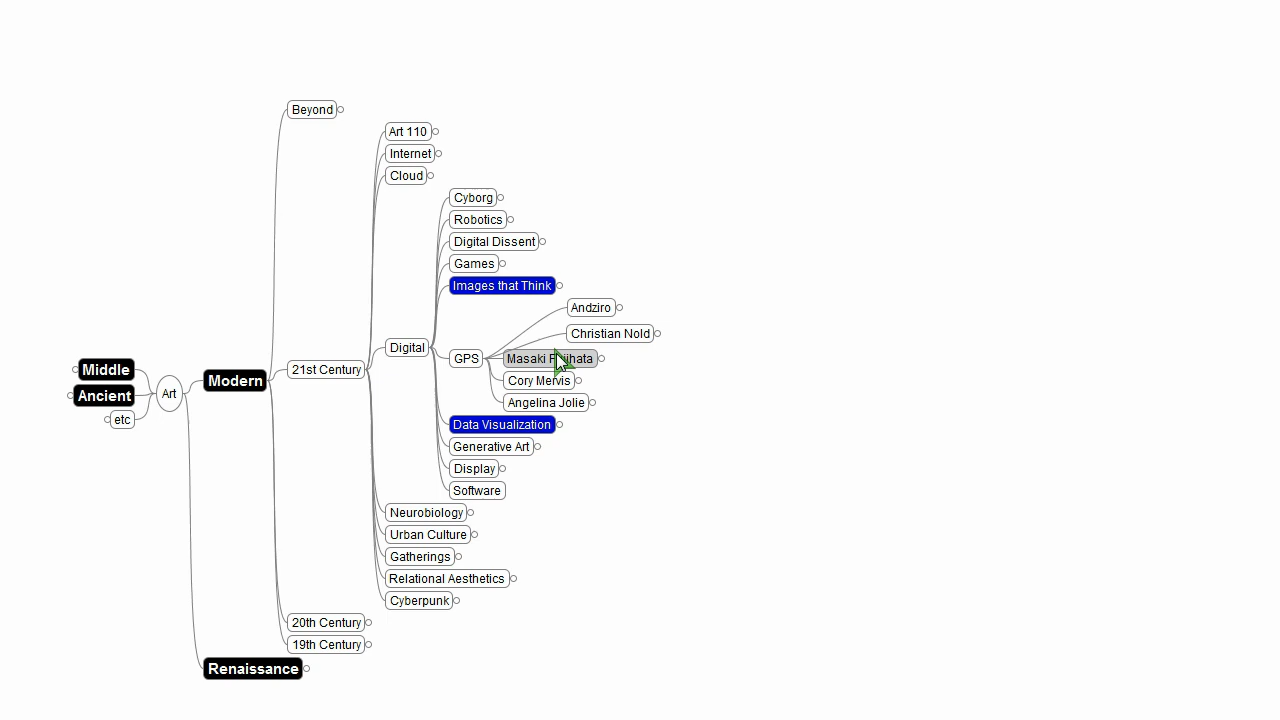 Beyond
Art 110
Internet
Cloud
Cyborg
Robotics
Digital Dissent
Games
Images that Think
Andziro
Christian Nold
Digital
GPS
Masaki
21st Century
Middle
Modern
Cory Mervis
Art
Ancient
Angelina Jolie
etc
Data Visualization
Generative Art
Display
Software
Neurobiology
Urban Culture
Gatherings
Relational Aesthetics
Cyberpunk
20th Century
19th Century
Renaissance